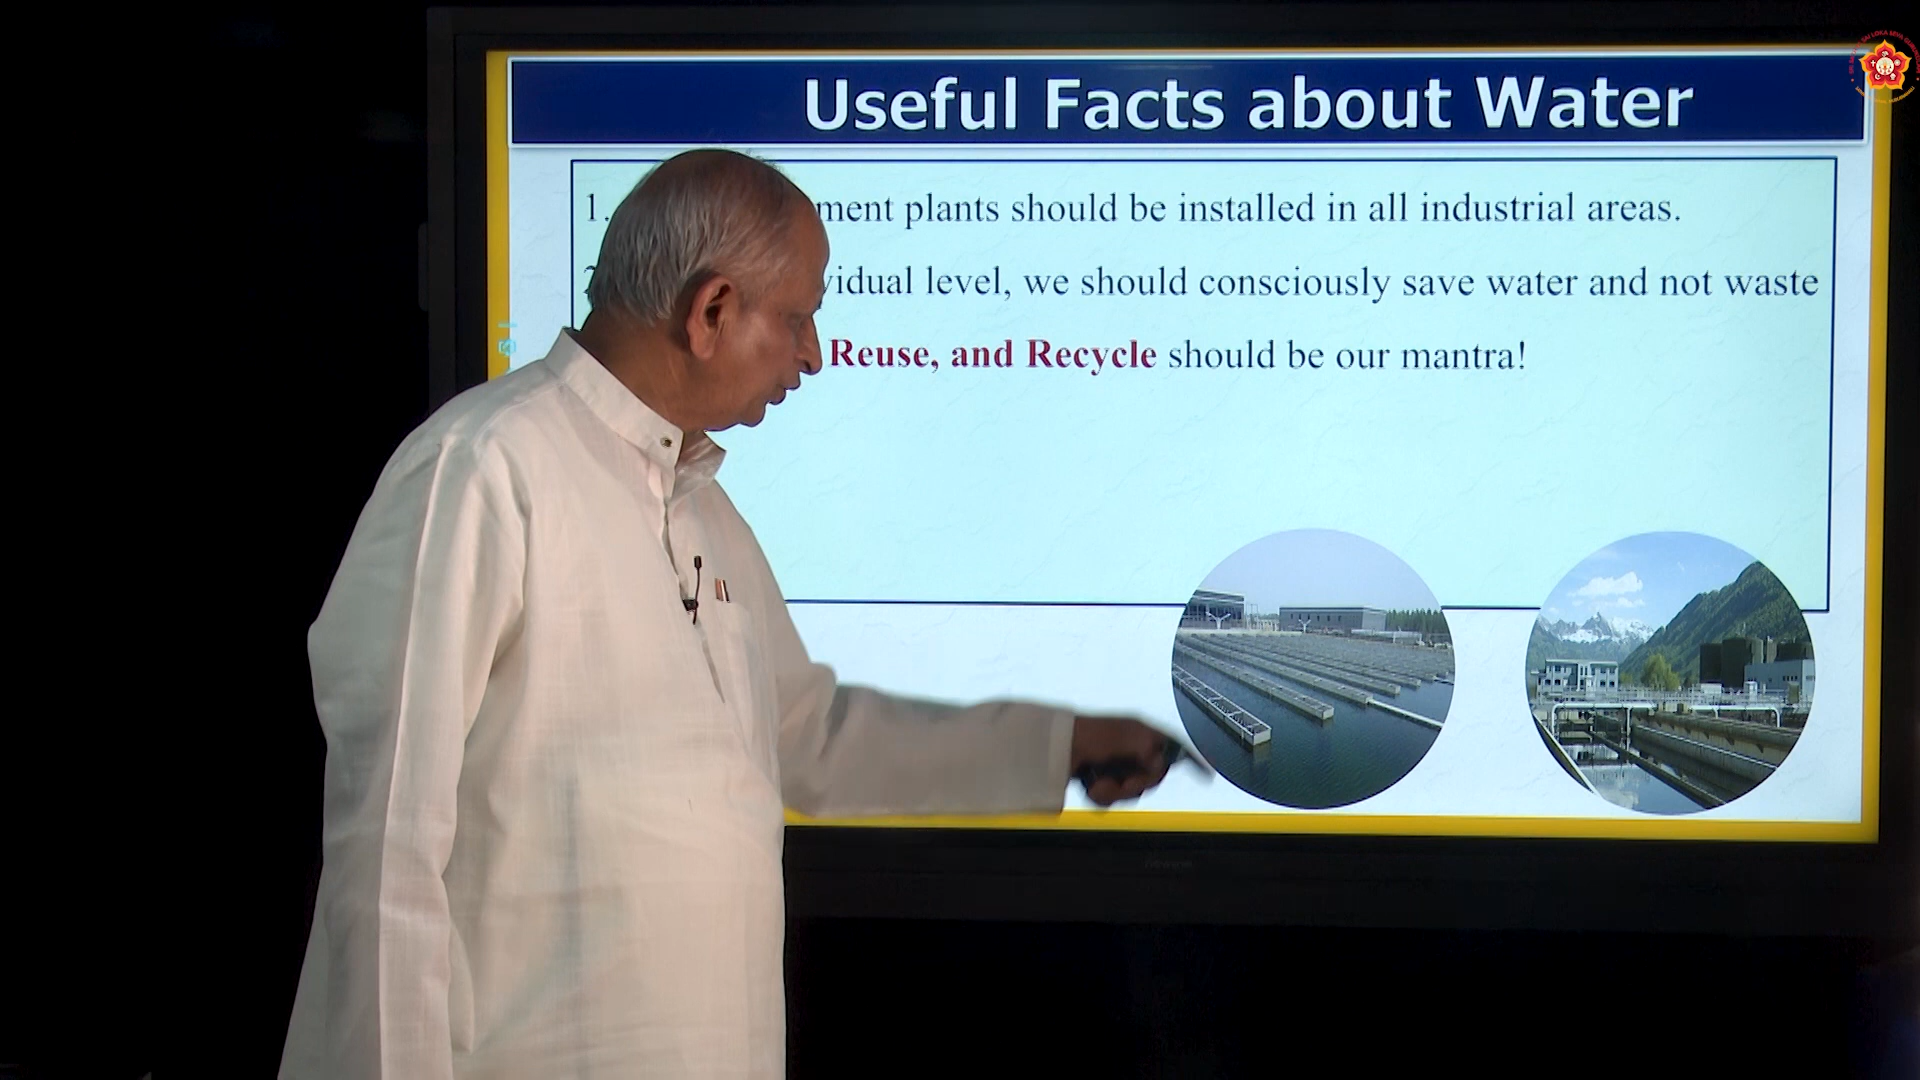 Useful Facts about Water
1. ment plants should be installed in all industrial areas.
vidual level, we should consciously save water and not waste
Reuse, and Recycle should be our mantra!